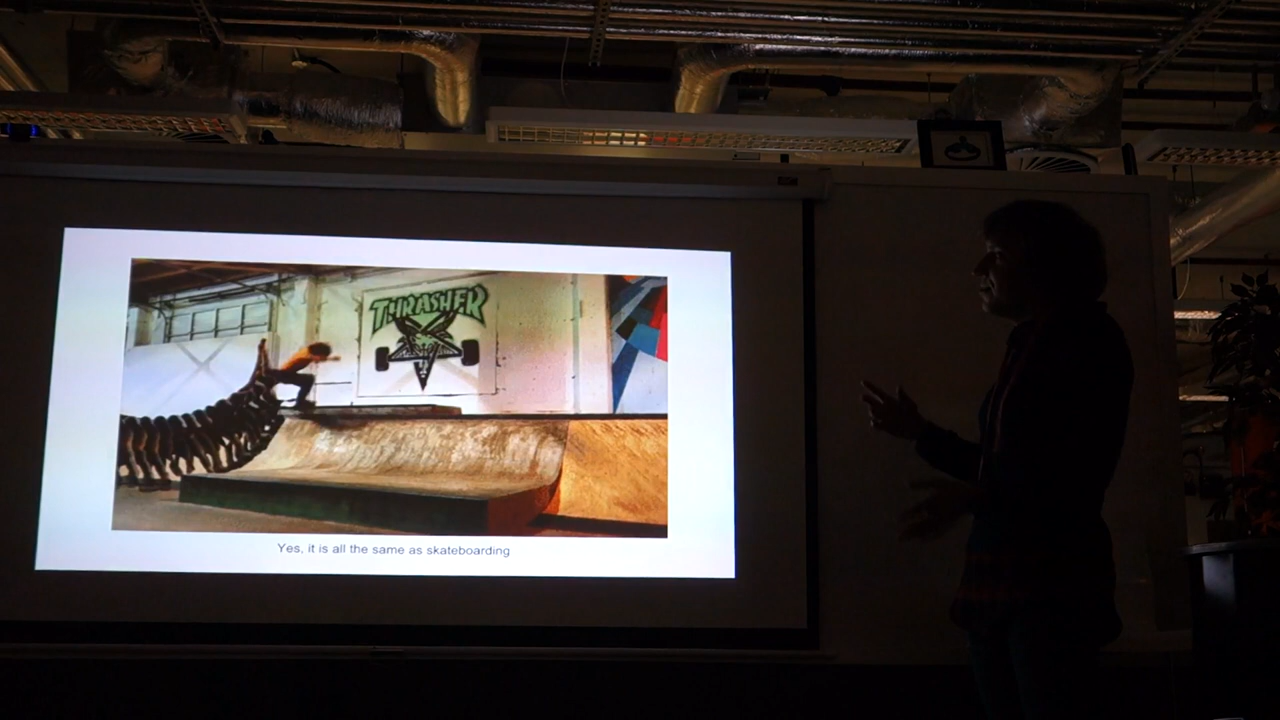 THRASHER
Yes, it is all the same as skateboarding